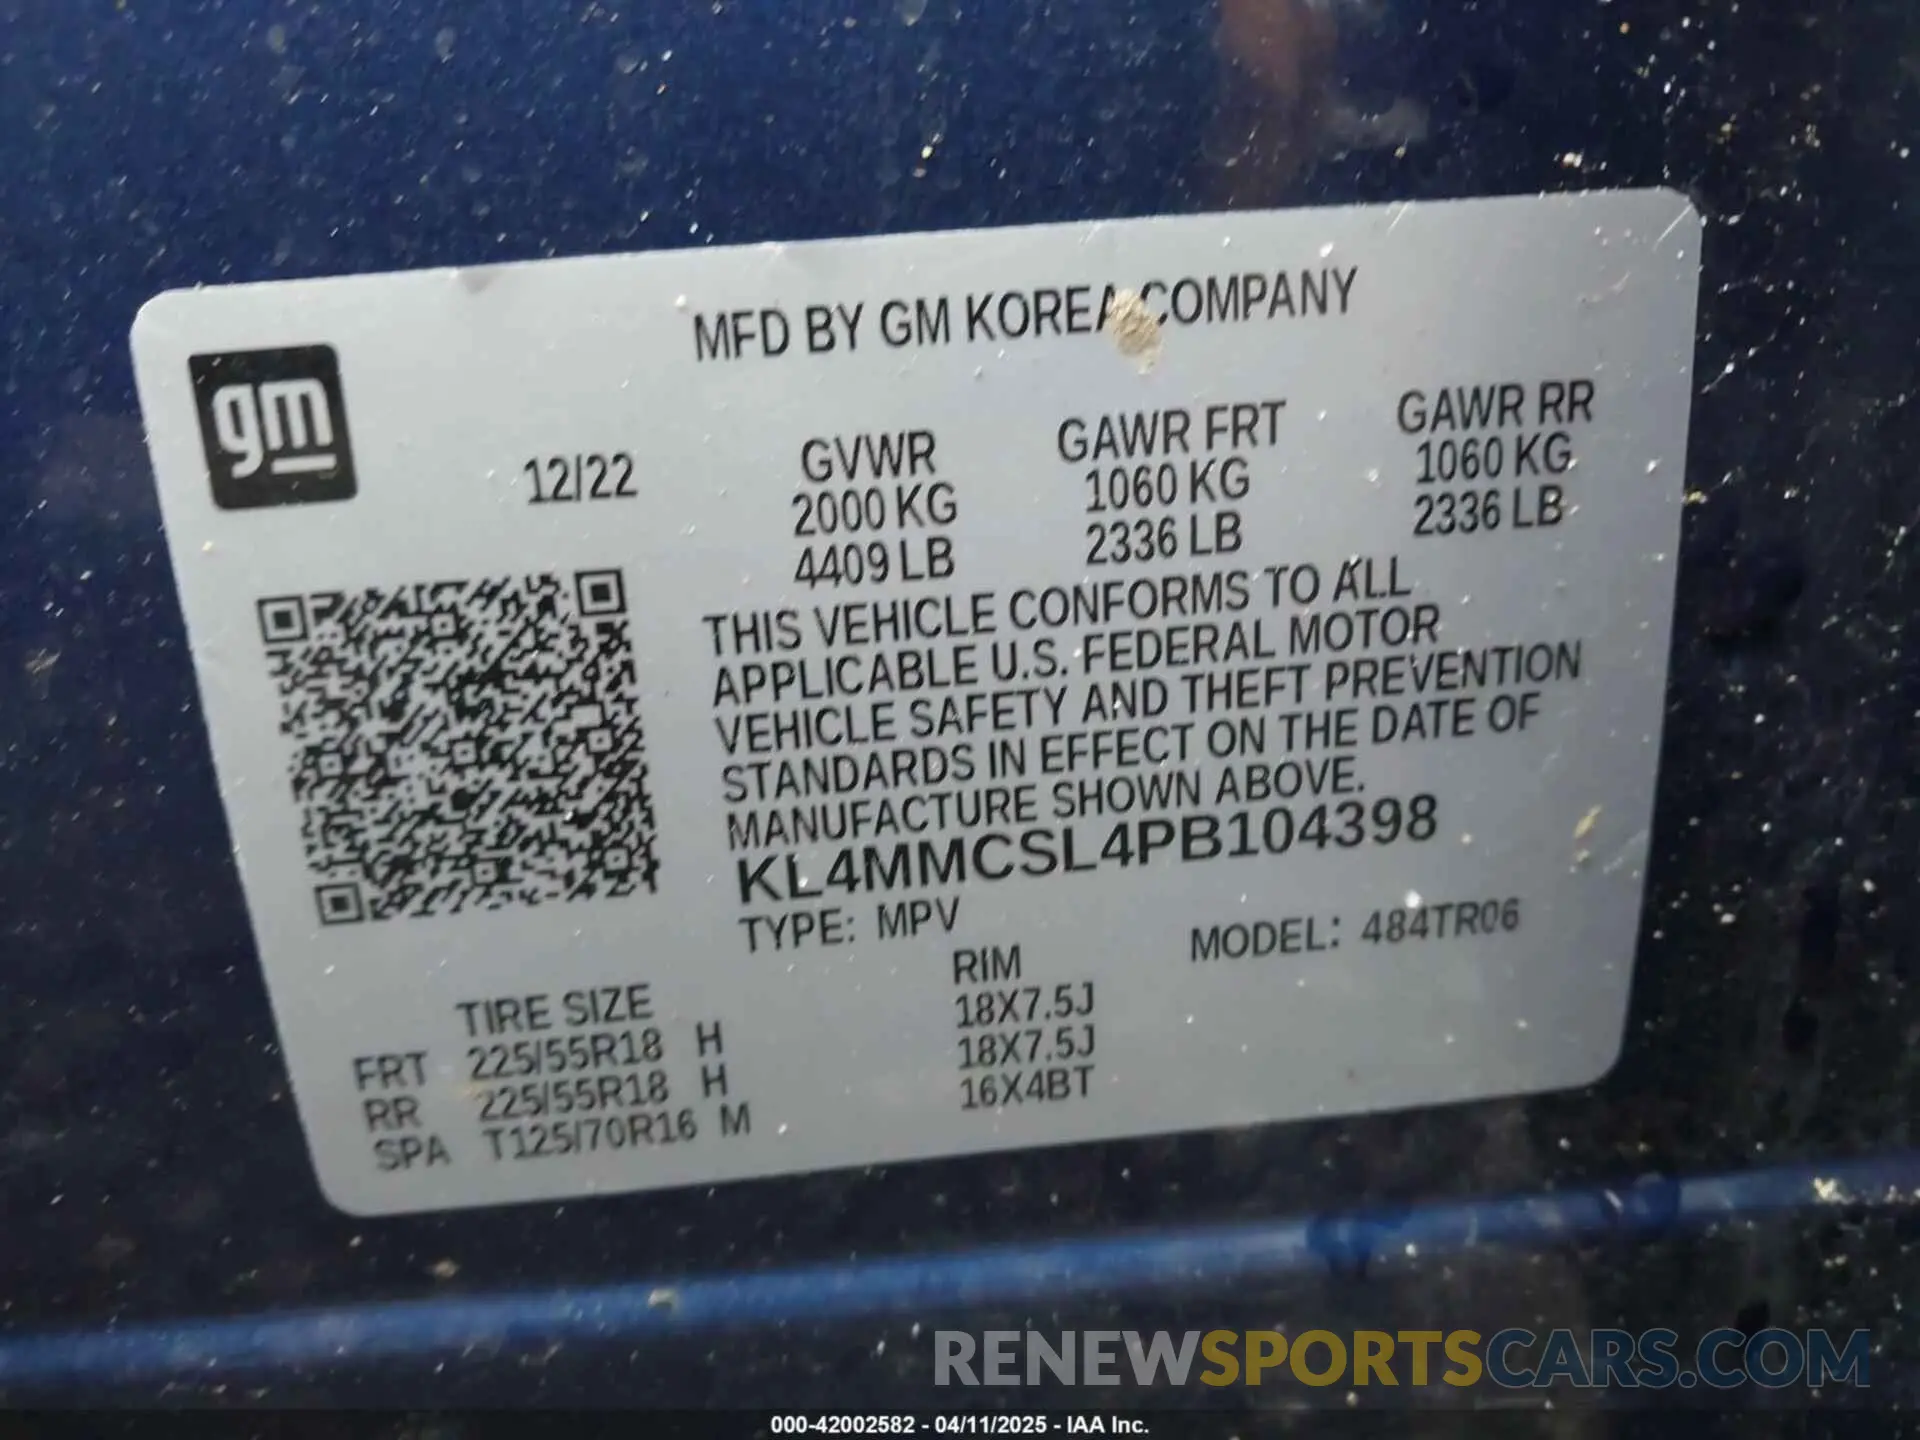 MFD BY GM KOREA COMPANY
gm
12/22
GVWR GAWR FRT GAWR RR
2000 KG 1060 KG 1060 KG
4409 LB 2336 LB 2336 LB
THIS VEHICLE CONFORMS TO ALL
APPLICABLE U.S. FEDERAL MOTOR
VEHICLE SAFETY AND THEFT PREVENTION
STANDARDS IN EFFECT ON THE DATE OF
MANUFACTURE SHOWN ABOVE.
KL4MMCSL4PB104398
TYPE: MPV MODEL: 484TR06
TIRE SIZE RIM
FRT 225/55R18 H 18X7.5J
RR 225/55R18 H 18X7.5J
SPA T125/70R16 M 16X4BT
RENEWSPORTSCARS.COM
000-42002582 - 04/11/2025 - IAA Inc.